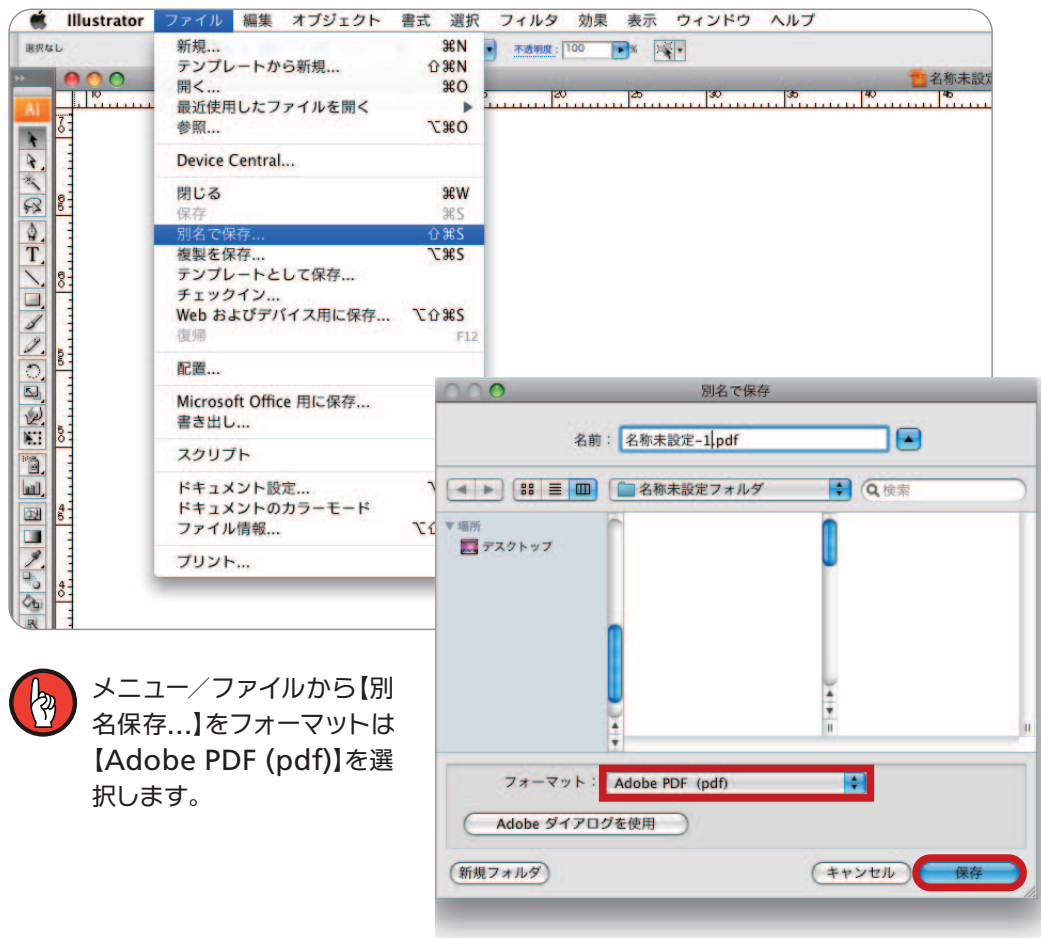 Illustrator ファイル 編集 オブジェクト 書式 選択 フィルタ 効果 表示 ウィンドウ ヘルプ
選択なし
不透明度: 100 %
名称未設定
Ai
10 20 25 30 35 40 45
新規... ⌘N
テンプレートから新規... ⇧⌘N
開く... ⌘O
最近使用したファイルを開く ▶
参照... ⌥⌘O
Device Central...
閉じる ⌘W
保存 ⌘S
別名で保存... ⇧⌘S
複製を保存... ⌥⌘S
テンプレートとして保存...
チェックイン...
Web およびデバイス用に保存... ⌥⇧⌘S
復帰 F12
配置...
Microsoft Office 用に保存...
書き出し...
スクリプト
ドキュメント設定...
ドキュメントのカラーモード
ファイル情報...
プリント...
別名で保存
名前: 名称未設定-1.pdf
名称未設定フォルダ
検索
▼場所
デスクトップ
フォーマット: Adobe PDF (pdf)
Adobe ダイアログを使用
新規フォルダ キャンセル 保存
メニュー／ファイルから【別
名保存...】をフォーマットは
【Adobe PDF (pdf)】を選
択します。